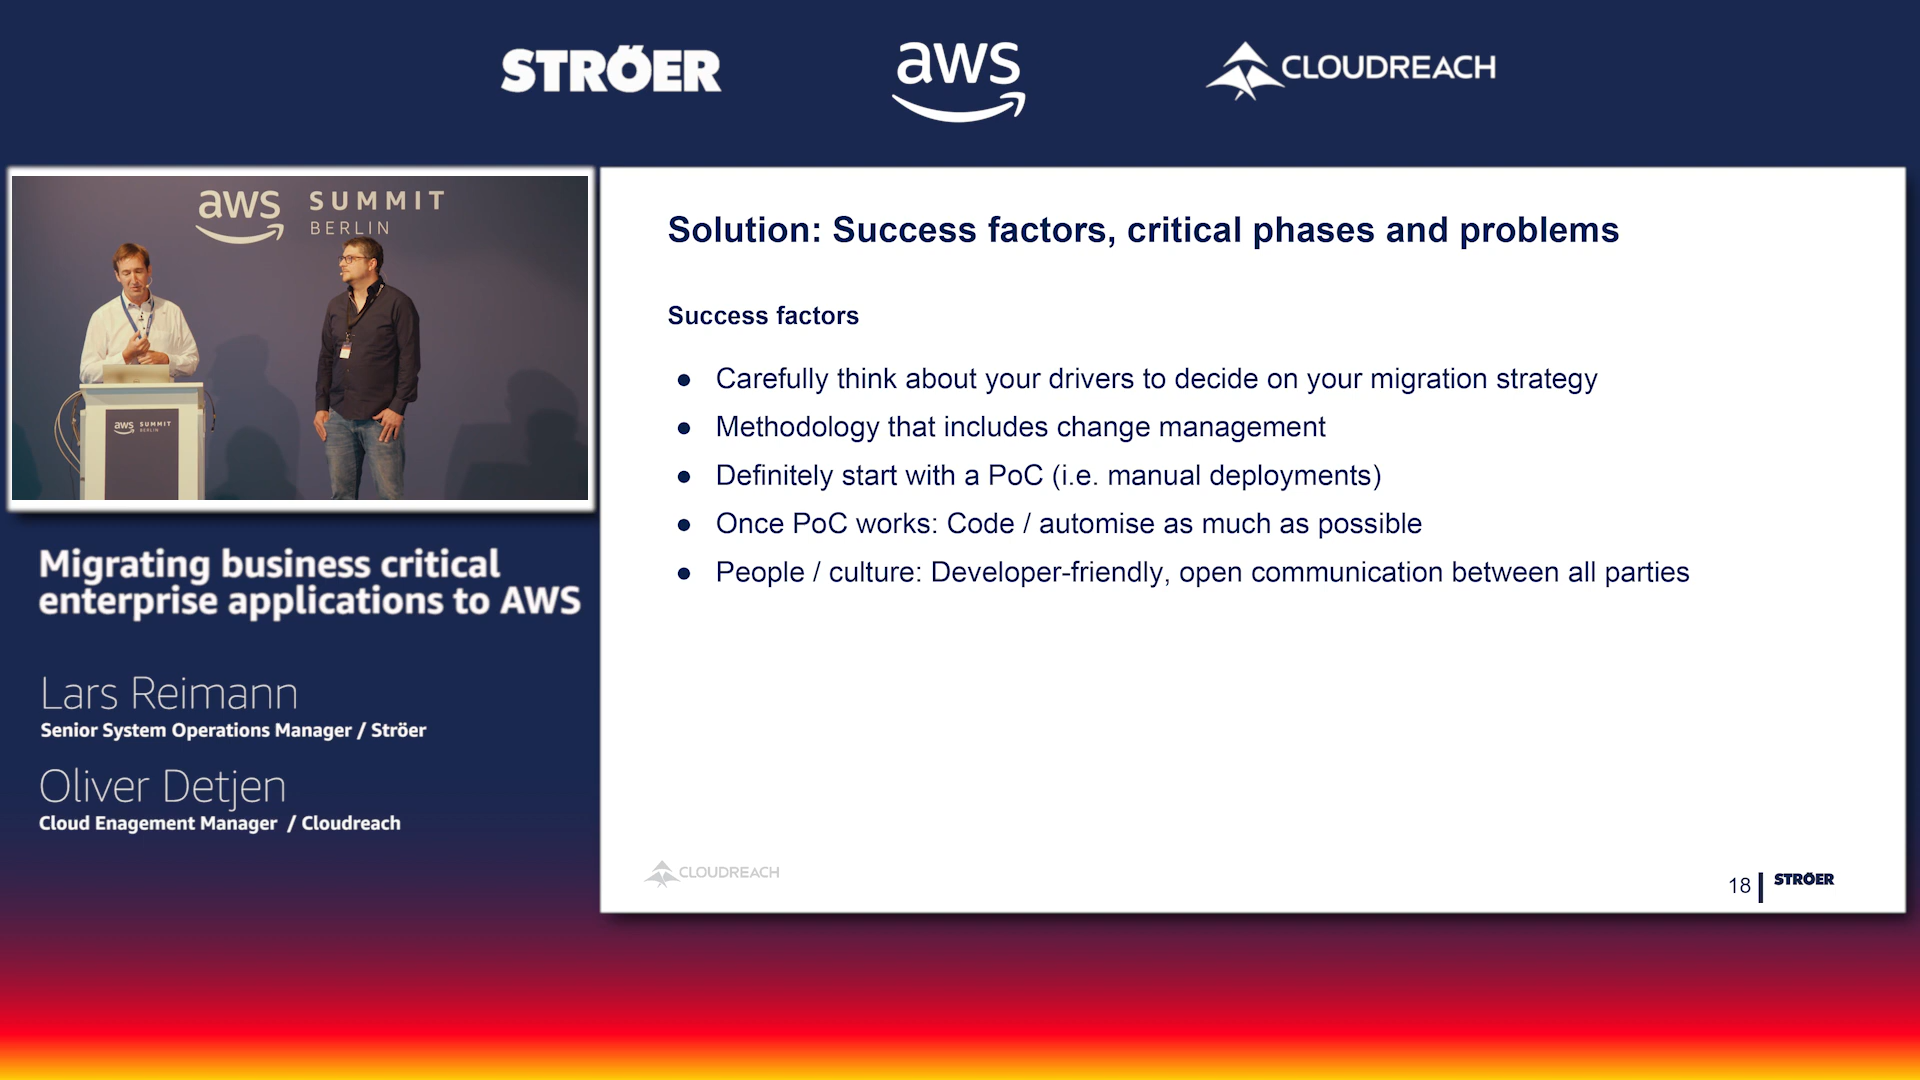 STRÖER
aws
CLOUDREACH
aws SUMMIT
BERLIN
aws SUMMIT
BERLIN
Migrating business critical
enterprise applications to AWS
Lars Reimann
Senior System Operations Manager / Ströer
Oliver Detjen
Cloud Enagement Manager / Cloudreach
Solution: Success factors, critical phases and problems
Success factors
● Carefully think about your drivers to decide on your migration strategy
● Methodology that includes change management
● Definitely start with a PoC (i.e. manual deployments)
● Once PoC works: Code / automise as much as possible
● People / culture: Developer-friendly, open communication between all parties
CLOUDREACH
18 STRÖER